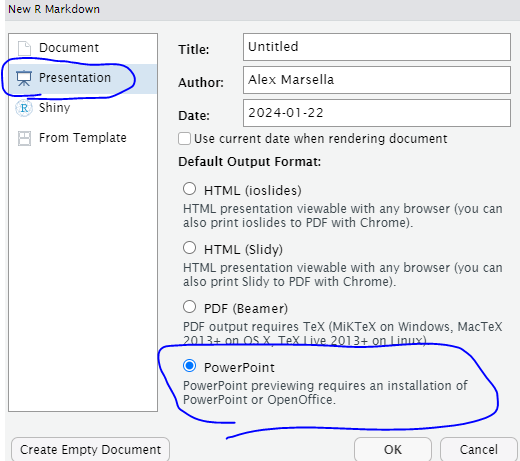 New R Markdown
Document
Presentation
Shiny
From Template
Title:
Untitled
Author:
Alex Marsella
Date:
2024-01-22
Use current date when rendering document
Default Output Format:
HTML (ioslides)
HTML presentation viewable with any browser (you can
also print ioslides to PDF with Chrome).
HTML (Slidy)
HTML presentation viewable with any browser (you can
also print Slidy to PDF with Chrome).
PDF (Beamer)
PDF output requires TeX (MiKTeX on Windows, MacTeX
2013+ on OS X, TeX Live 2013+ on Linux).
PowerPoint
PowerPoint previewing requires an installation of
PowerPoint or OpenOffice.
Create Empty Document
OK
Cancel